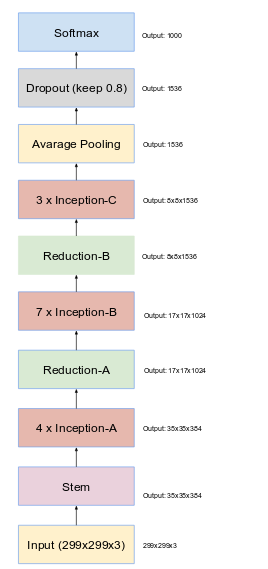 Softmax
Output: 1000
Dropout (keep 0.8)
Output: 1536
Avarage Pooling
Output: 1536
3 x Inception-C
Output: 8x8x1536
Reduction-B
Output: 8x8x1536
7 x Inception-B
Output: 17x17x1024
Reduction-A
Output: 17x17x1024
4 x Inception-A
Output: 35x35x384
Stem
Output: 35x35x384
Input (299x299x3)
299x299x3